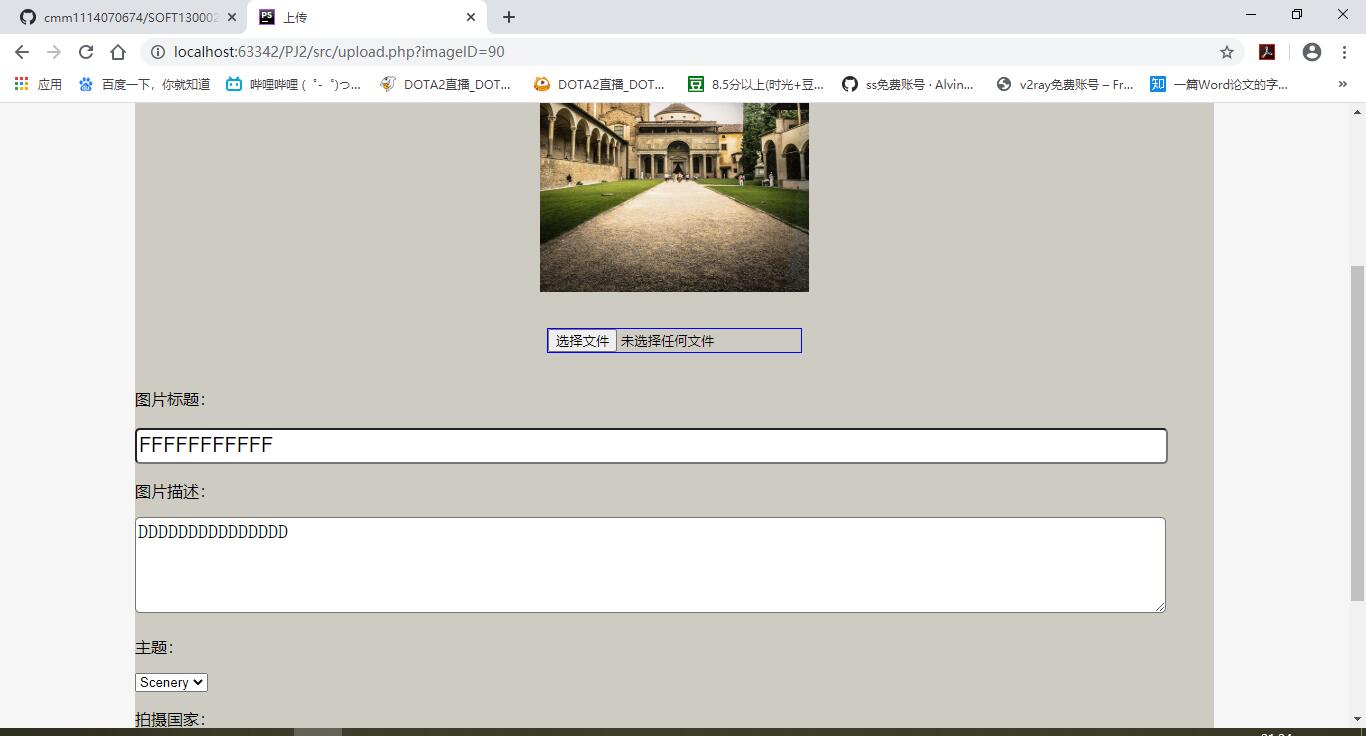 cmm1114070674/SOFT130002
上传
localhost:63342/PJ2/src/upload.php?imageID=90
应用
百度一下，你就知道
哔哩哔哩 ( ゜- ゜)つ...
DOTA2直播_DOT...
DOTA2直播_DOT...
8.5分以上(时光+豆...
ss免费账号 · Alvin...
v2ray免费账号 – Fr...
一篇Word论文的字...
选择文件 未选择任何文件
图片标题：
FFFFFFFFFFF
图片描述：
DDDDDDDDDDDDDDD
主题：
Scenery
拍摄国家：